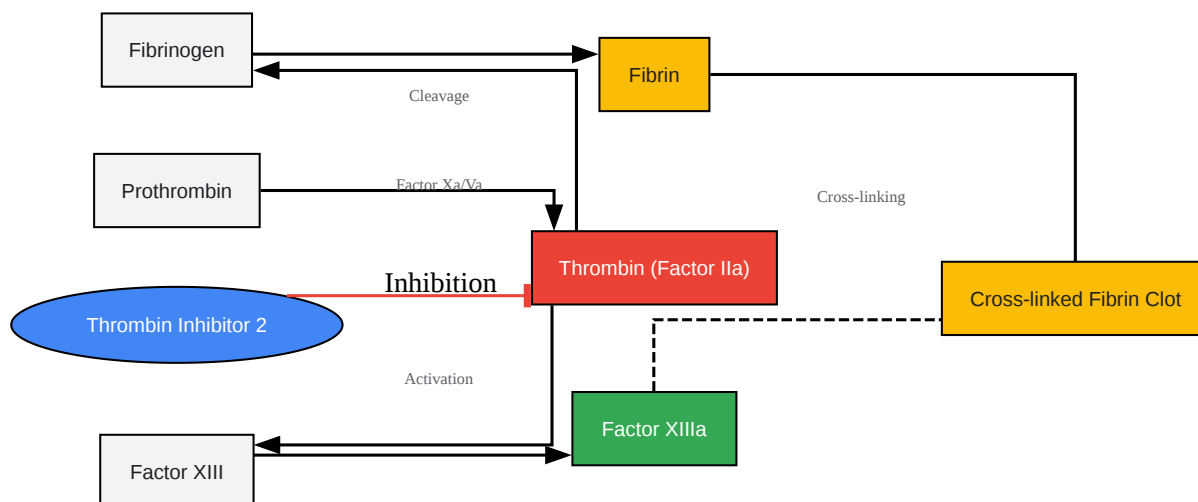 Fibrinogen
Fibrin
Cleavage
Prothrombin
Factor Xa/Va
Cross-linking
Thrombin (Factor IIa)
Inhibition
Cross-linked Fibrin Clot
Thrombin Inhibitor 2
Activation
Factor XIIIa
Factor XIII